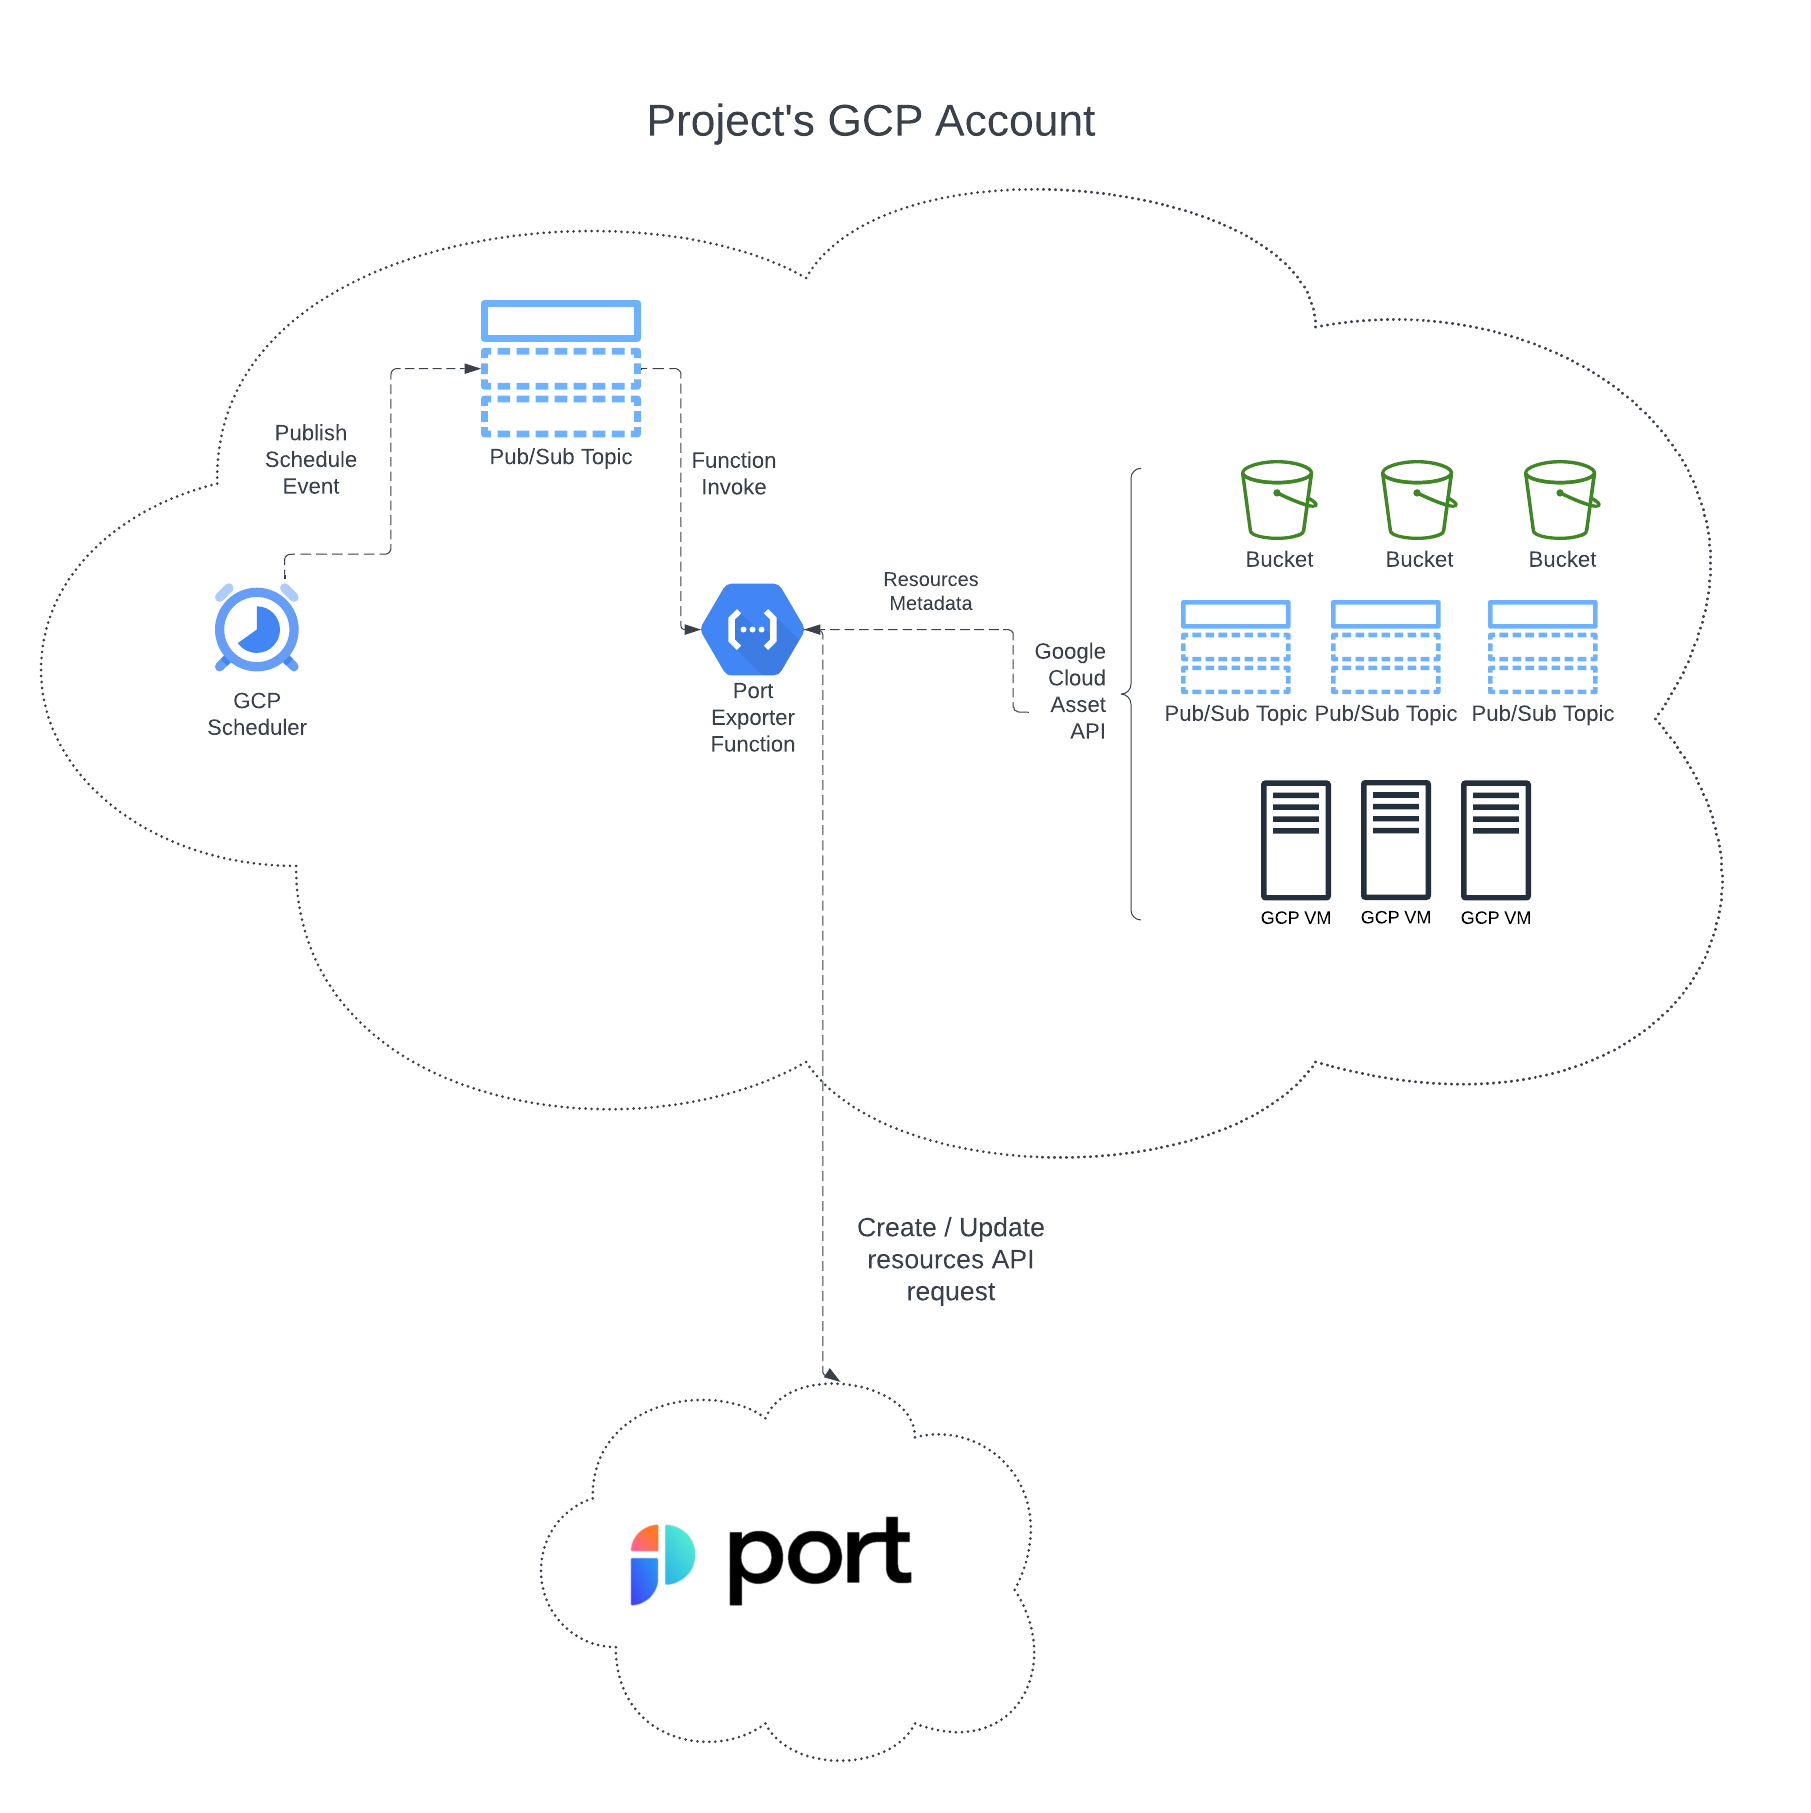 Project's GCP Account
Publish
Schedule
Event
Pub/Sub Topic
Function
Invoke
GCP
Scheduler
Port
Exporter
Function
Resources
Metadata
Google
Cloud
Asset
API
Bucket
Bucket
Bucket
Pub/Sub Topic
Pub/Sub Topic
Pub/Sub Topic
GCP VM
GCP VM
GCP VM
Create / Update
resources API
request
port